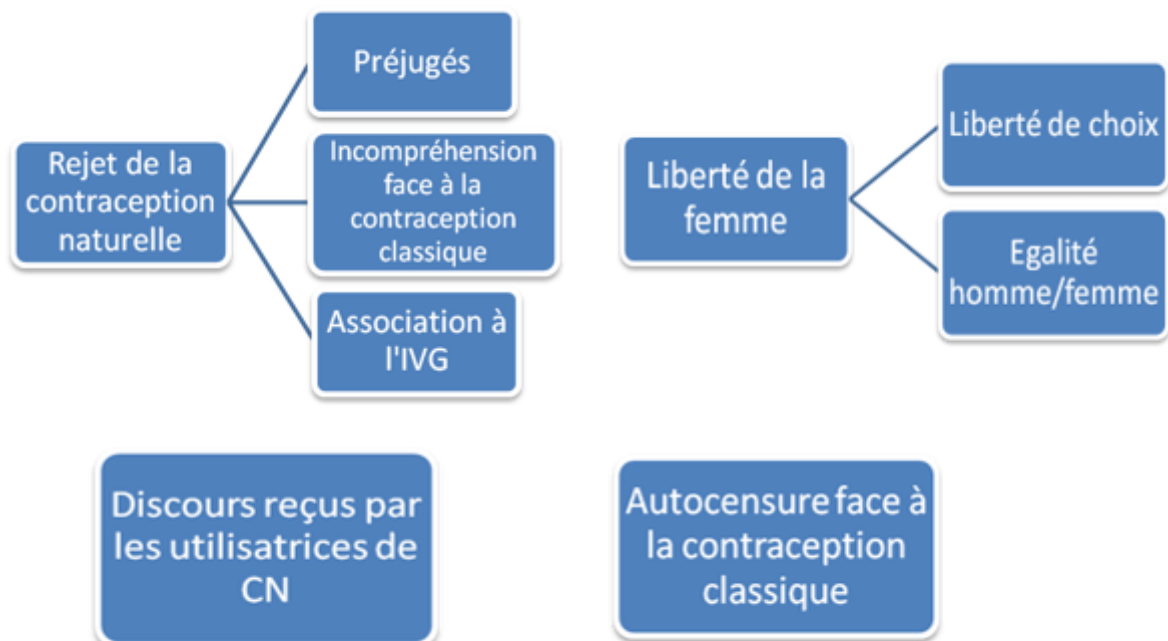 Rejet de la
contraception
naturelle
Préjugés
Incompréhension
face à la
contraception
classique
Association à
l'IVG
Liberté de la
femme
Liberté de choix
Egalité
homme/femme
Discours reçus par
les utilisatrices de
CN
Autocensure face à
la contraception
classique